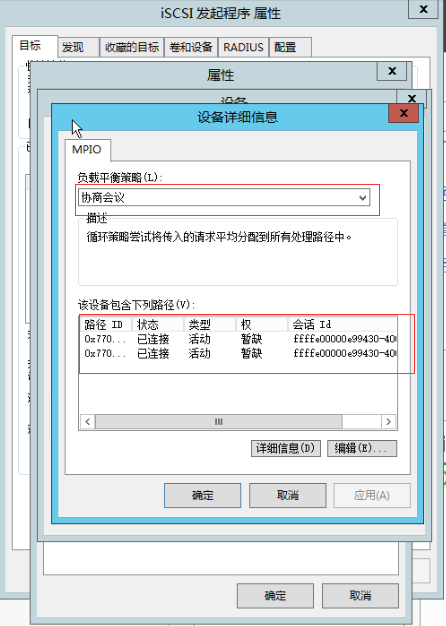 iSCSI 发起程序 属性
x
目标 发现 收藏的目标 卷和设备 RADIUS 配置
属性
x
x
设备详细信息
x
MPIO
负载平衡策略(L):
协商会议
描述
循环策略尝试将传入的请求平均分配到所有处理路径中。
该设备包含下列路径(V):
路径 ID 状态 类型 权 会话 Id
0x770... 已连接 活动 暂缺 ffffe00000e99430-400
0x770... 已连接 活动 暂缺 ffffe00000e99430-400
详细信息(D) 编辑(E)...
确定 取消 应用(A)
确定 取消